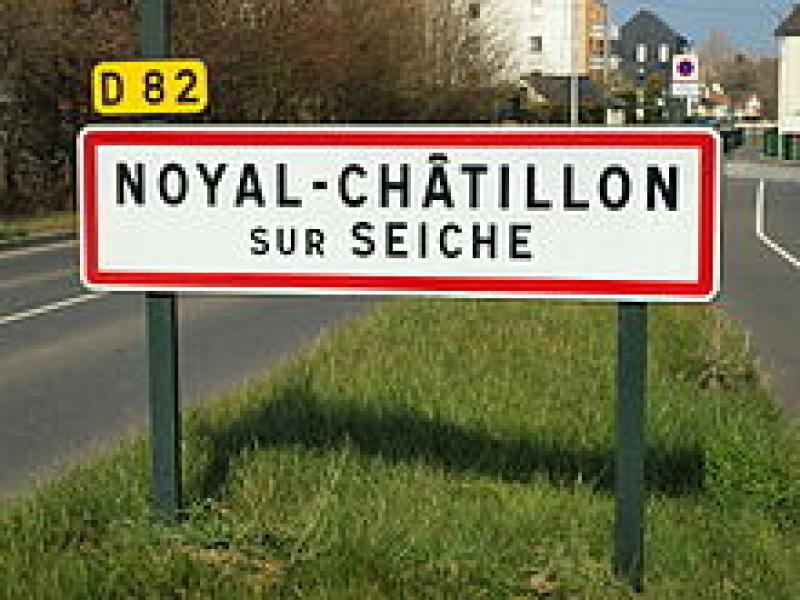 D 82
NOYAL-CHÂTILLON
SUR SEICHE